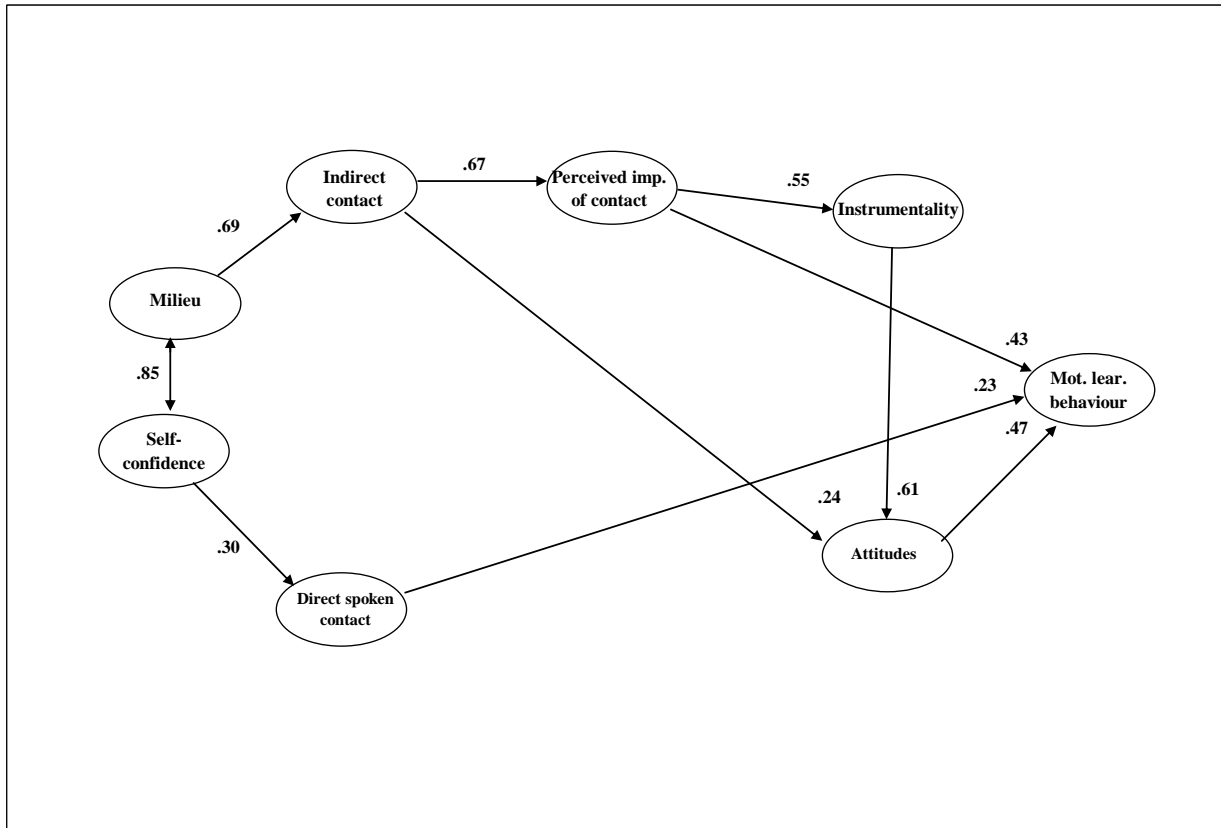 .67
Indirect
contact
Perceived imp.
of contact
.55
Instrumentality
.69
Milieu
.85
.43
.23
Mot. lear.
behaviour
.47
Self-
confidence
.24
.61
.30
Attitudes
Direct spoken
contact